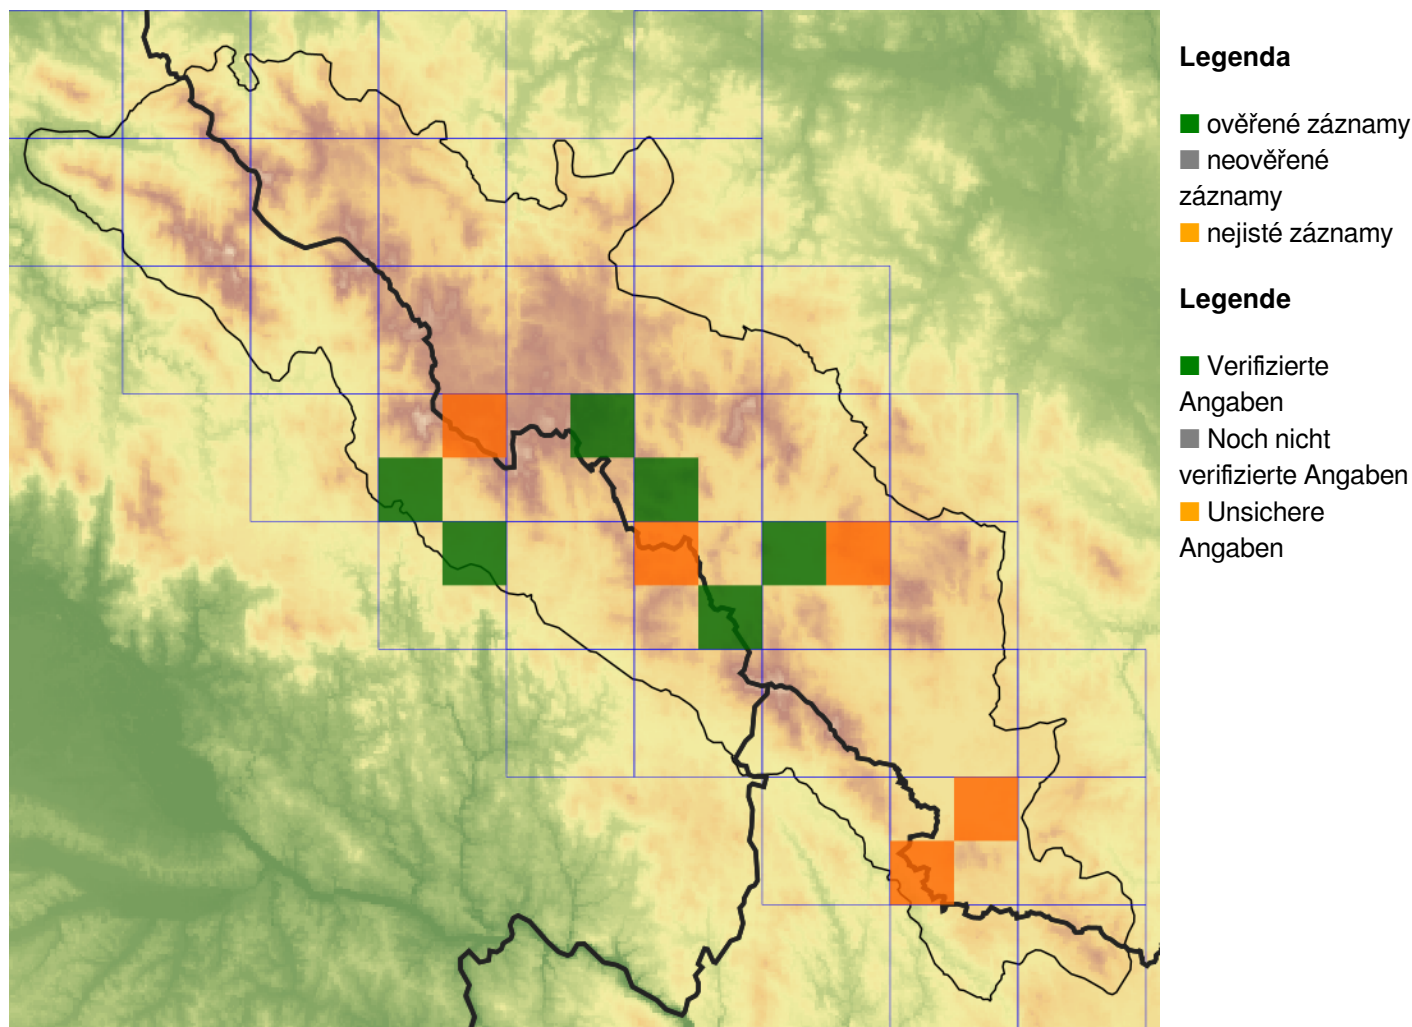 Legenda
ověřené záznamy
neověřené
záznamy
nejisté záznamy
Legende
Verifizierte
Angaben
Noch nicht
verifizierte Angaben
Unsichere
Angaben